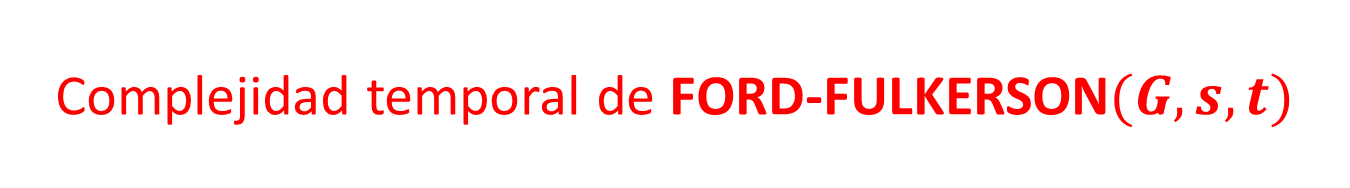 Complejidad temporal de FORD-FULKERSON(G, s, t)